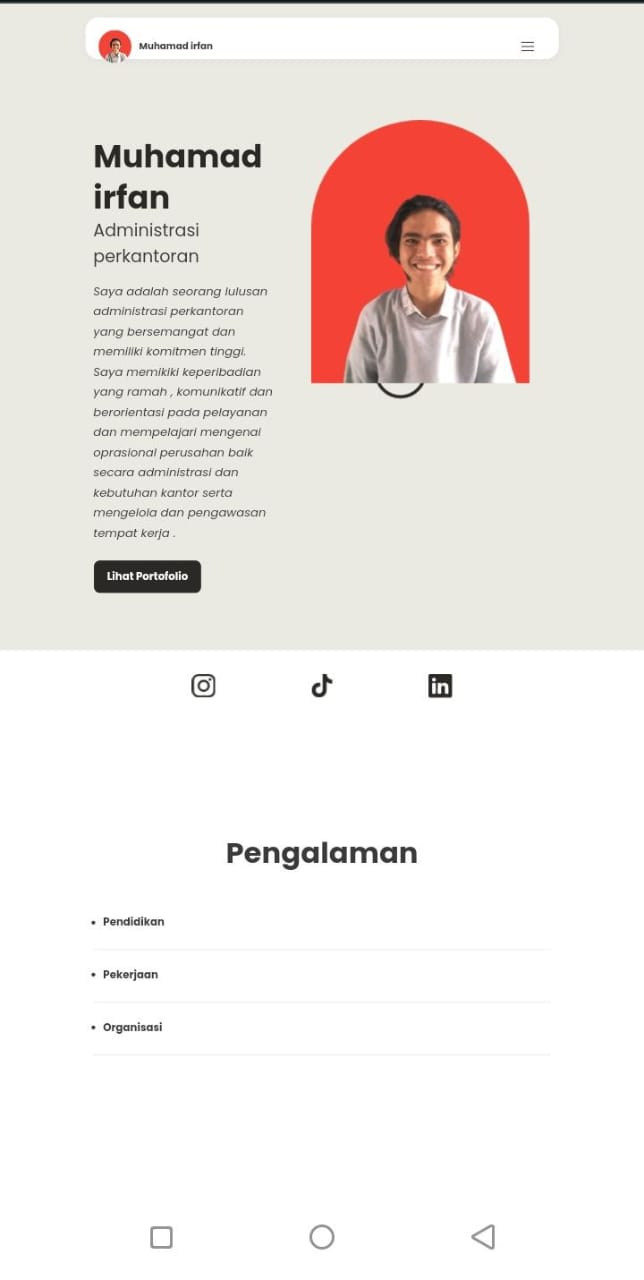 Muhamad irfan
Muhamad
irfan
Administrasi
perkantoran
Saya adalah seorang lulusan
administrasi perkantoran
yang bersemangat dan
memiliki komitmen tinggi.
Saya memikiki keperibadian
yang ramah , komunikatif dan
berorientasi pada pelayanan
dan mempelajari mengenai
oprasional perusahan baik
secara administrasi dan
kebutuhan kantor serta
mengelola dan pengawasan
tempat kerja .
Lihat Portofolio
in
Pengalaman
• Pendidikan
• Pekerjaan
• Organisasi